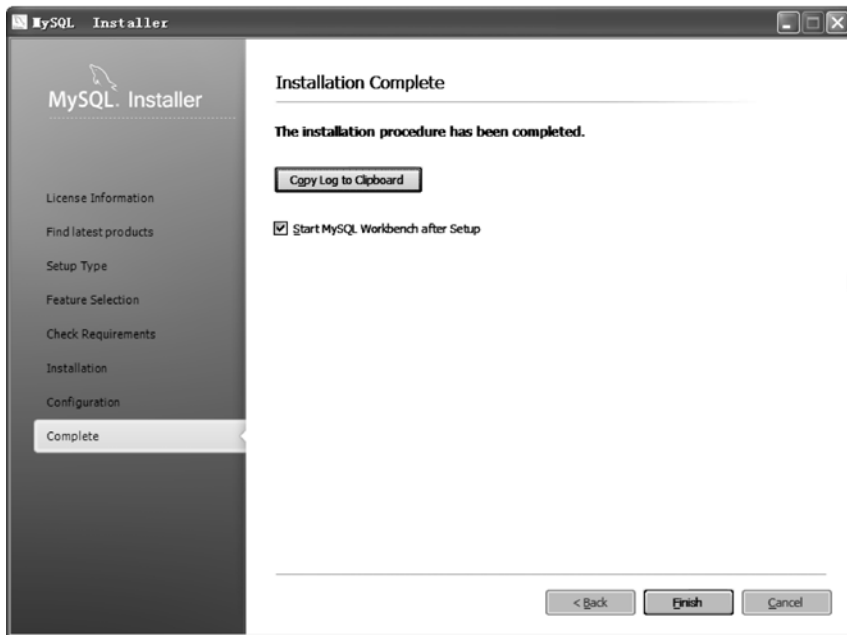 MySQL Installer
MySQL. Installer
License Information
Find latest products
Setup Type
Feature Selection
Check Requirements
Installation
Configuration
Complete
Installation Complete
The installation procedure has been completed.
Copy Log to Clipboard
Start MySQL Workbench after Setup
< Back
Finish
Cancel